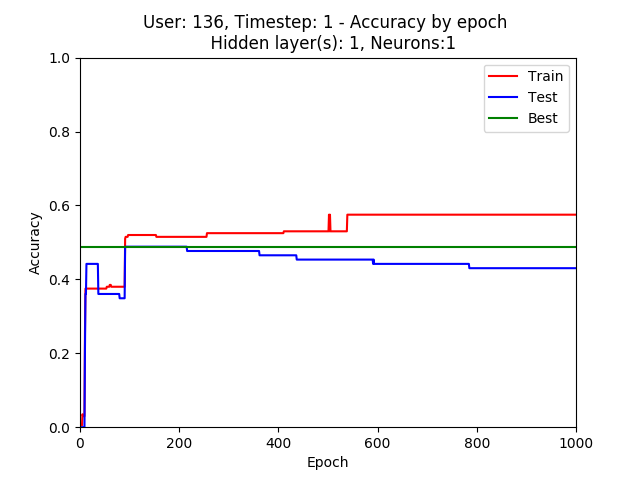 User: 136, Timestep: 1 - Accuracy by epoch
Hidden layer(s): 1, Neurons:1
Train
Test
Best
1.0
0.8
0.6
0.4
0.2
0.0
Accuracy
0
200
400
600
800
1000
Epoch